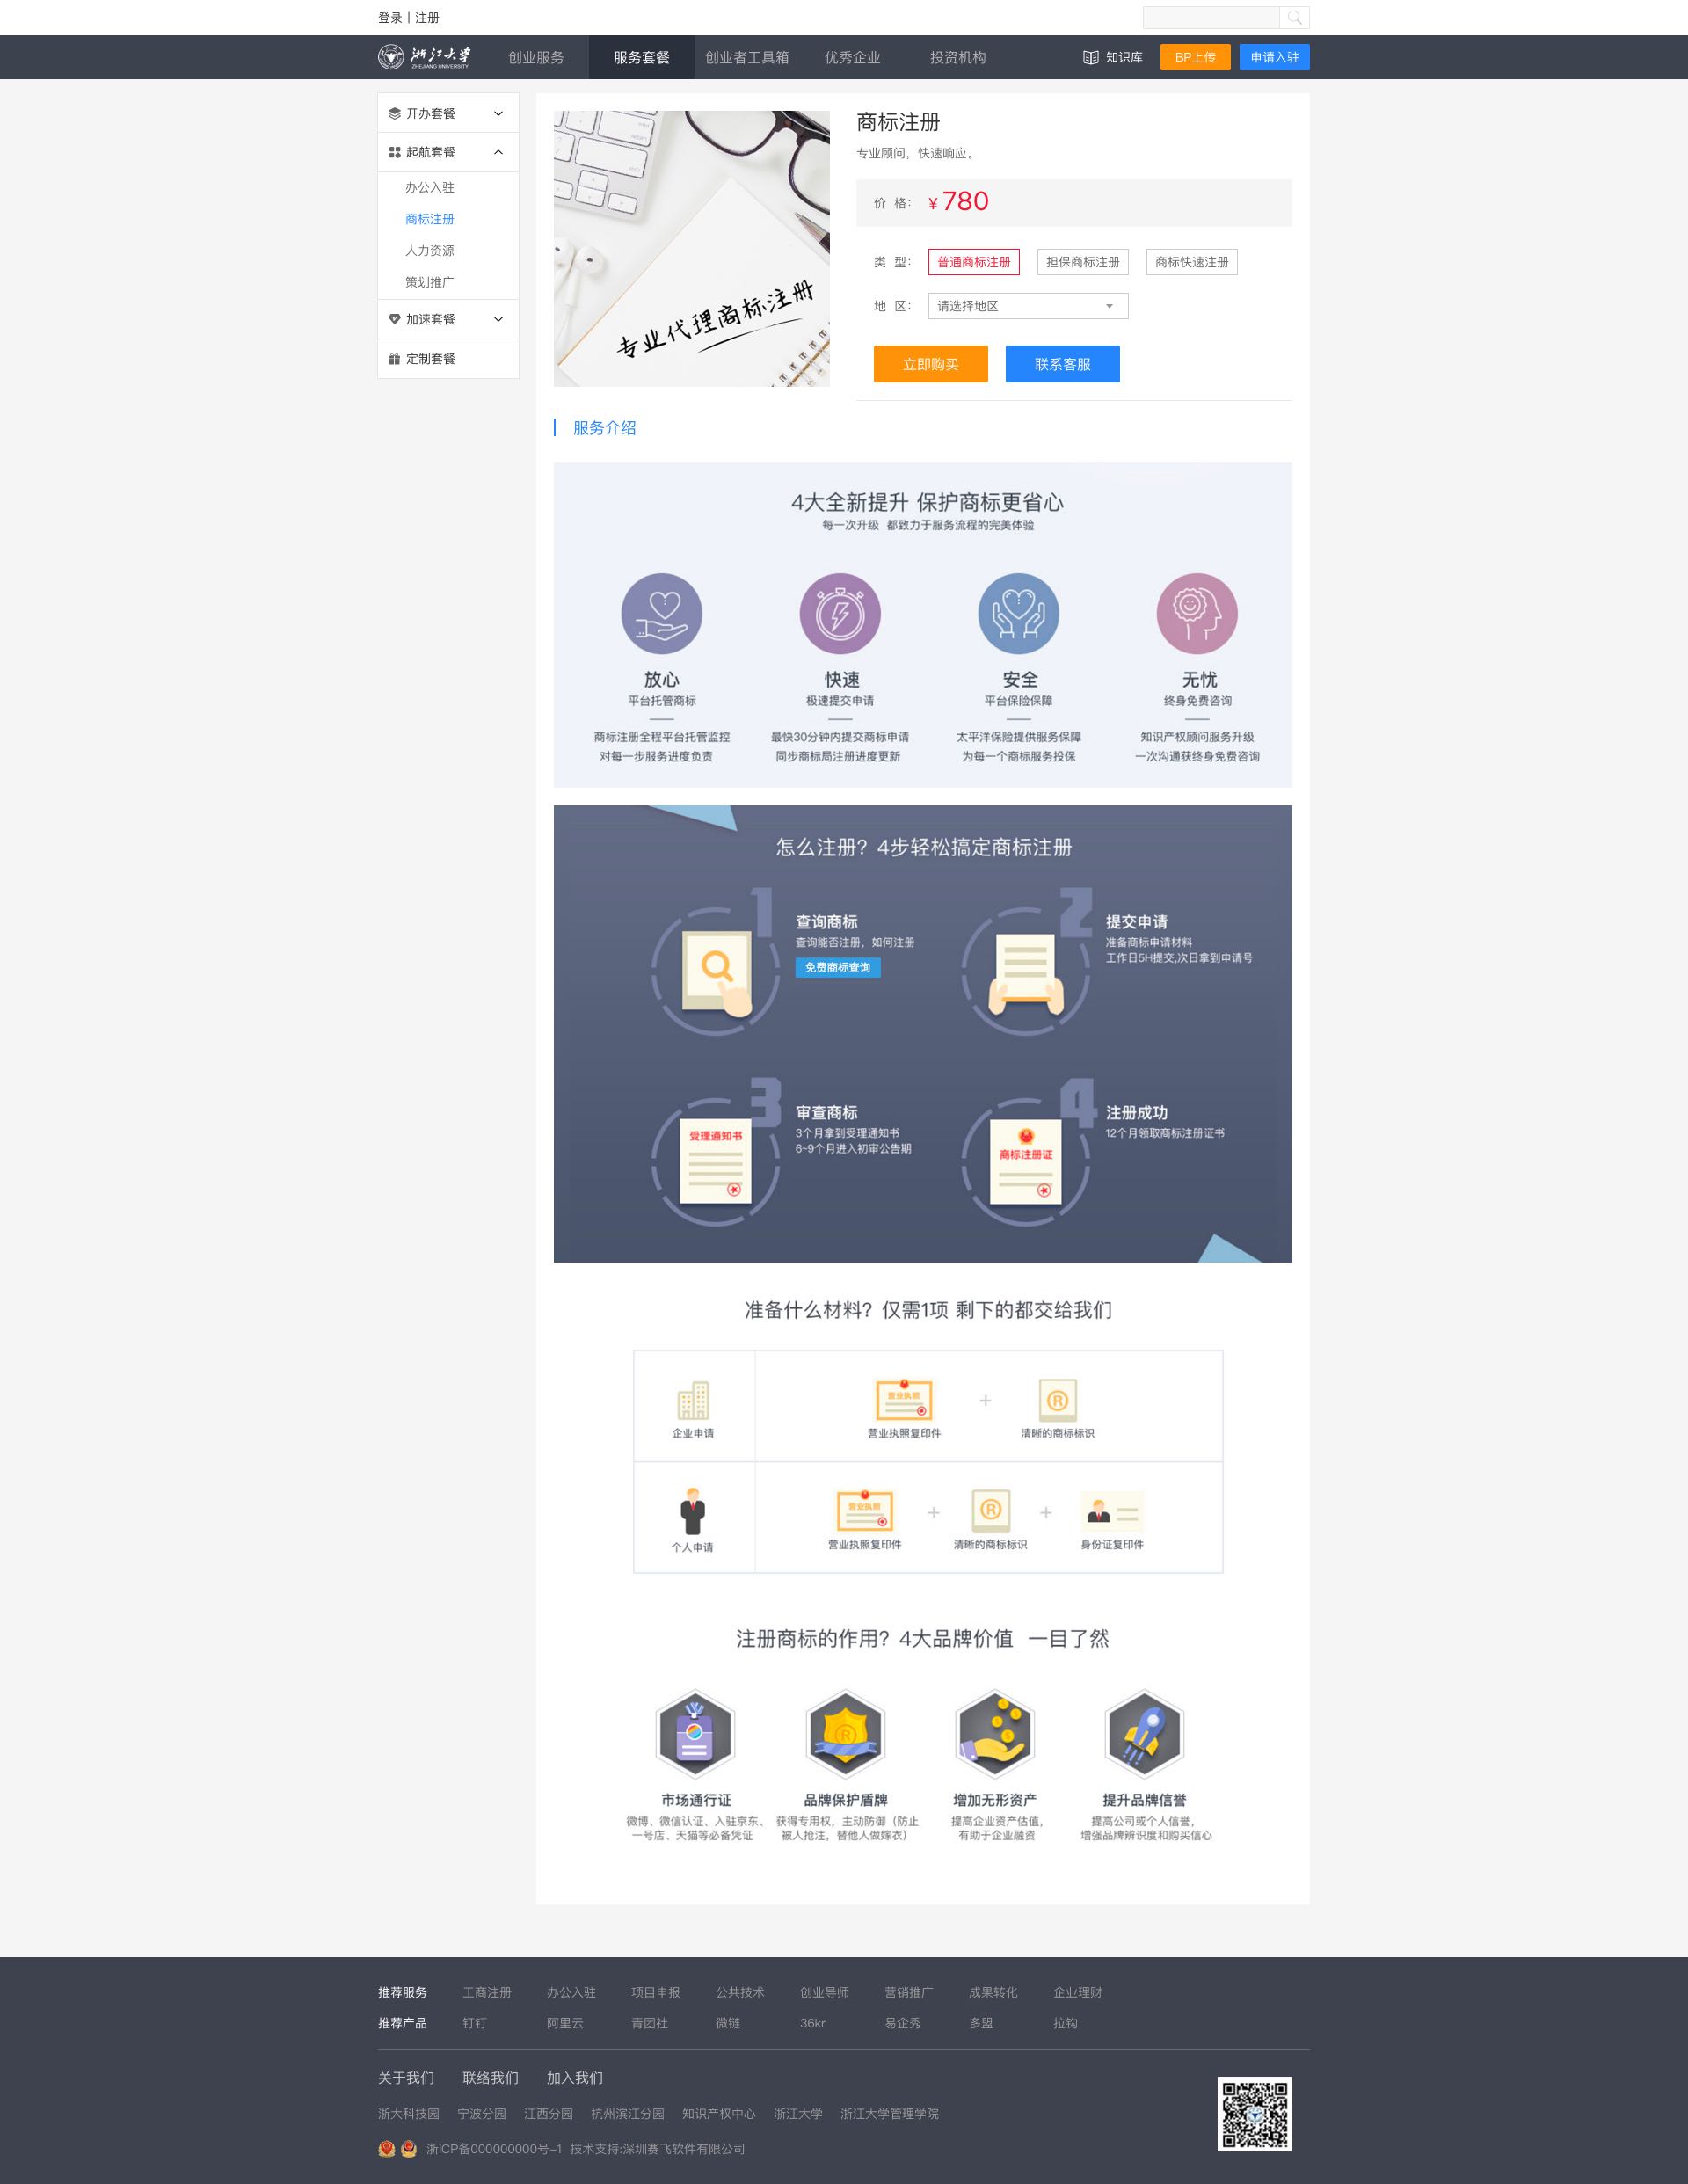 登录 | 注册
浙江大学
ZHEJIANG UNIVERSITY
创业服务
服务套餐
创业者工具箱
优秀企业
投资机构
知识库
BP上传
申请入驻
开办套餐
起航套餐
办公入驻
商标注册
人力资源
策划推广
加速套餐
定制套餐
专业代理商标注册
商标注册
专业顾问，快速响应。
价 格： ¥ 780
类 型： 普通商标注册 担保商标注册 商标快速注册
地 区： 请选择地区
立即购买
联系客服
服务介绍
4大全新提升 保护商标更省心
每一次升级 都致力于服务流程的完美体验
放心
平台托管商标
商标注册全程平台托管监控
对每一步服务进度负责
快速
极速提交申请
最快30分钟内提交商标申请
同步商标局注册进度更新
安全
平台保险保障
太平洋保险提供服务保障
为每一个商标服务投保
无忧
终身免费咨询
知识产权顾问服务升级
一次沟通获终身免费咨询
怎么注册？4步轻松搞定商标注册
1
查询商标
查询能否注册，如何注册
免费商标查询
2
提交申请
准备商标申请材料
工作日5H提交,次日拿到申请号
3
受理通知书
审查商标
3个月拿到受理通知书
6-9个月进入初审公告期
4
商标注册证
注册成功
12个月领取商标注册证书
准备什么材料？仅需1项 剩下的都交给我们
企业申请
营业执照
营业执照复印件
+
R
清晰的商标标识
个人申请
营业执照
营业执照复印件
+
R
清晰的商标标识
+
身份证复印件
注册商标的作用？4大品牌价值 一目了然
市场通行证
微博、微信认证、入驻京东、
一号店、天猫等必备凭证
R
品牌保护盾牌
获得专用权，主动防御（防止
被人抢注，替他人做嫁衣）
增加无形资产
提高企业资产估值，
有助于企业融资
提升品牌信誉
提高公司或个人信誉，
增强品牌辨识度和购买信心
推荐服务 工商注册 办公入驻 项目申报 公共技术 创业导师 营销推广 成果转化 企业理财
推荐产品 钉钉 阿里云 青团社 微链 36kr 易企秀 多盟 拉钩
关于我们 联络我们 加入我们
浙大科技园 宁波分园 江西分园 杭州滨江分园 知识产权中心 浙江大学 浙江大学管理学院
浙ICP备000000000号-1 技术支持:深圳赛飞软件有限公司